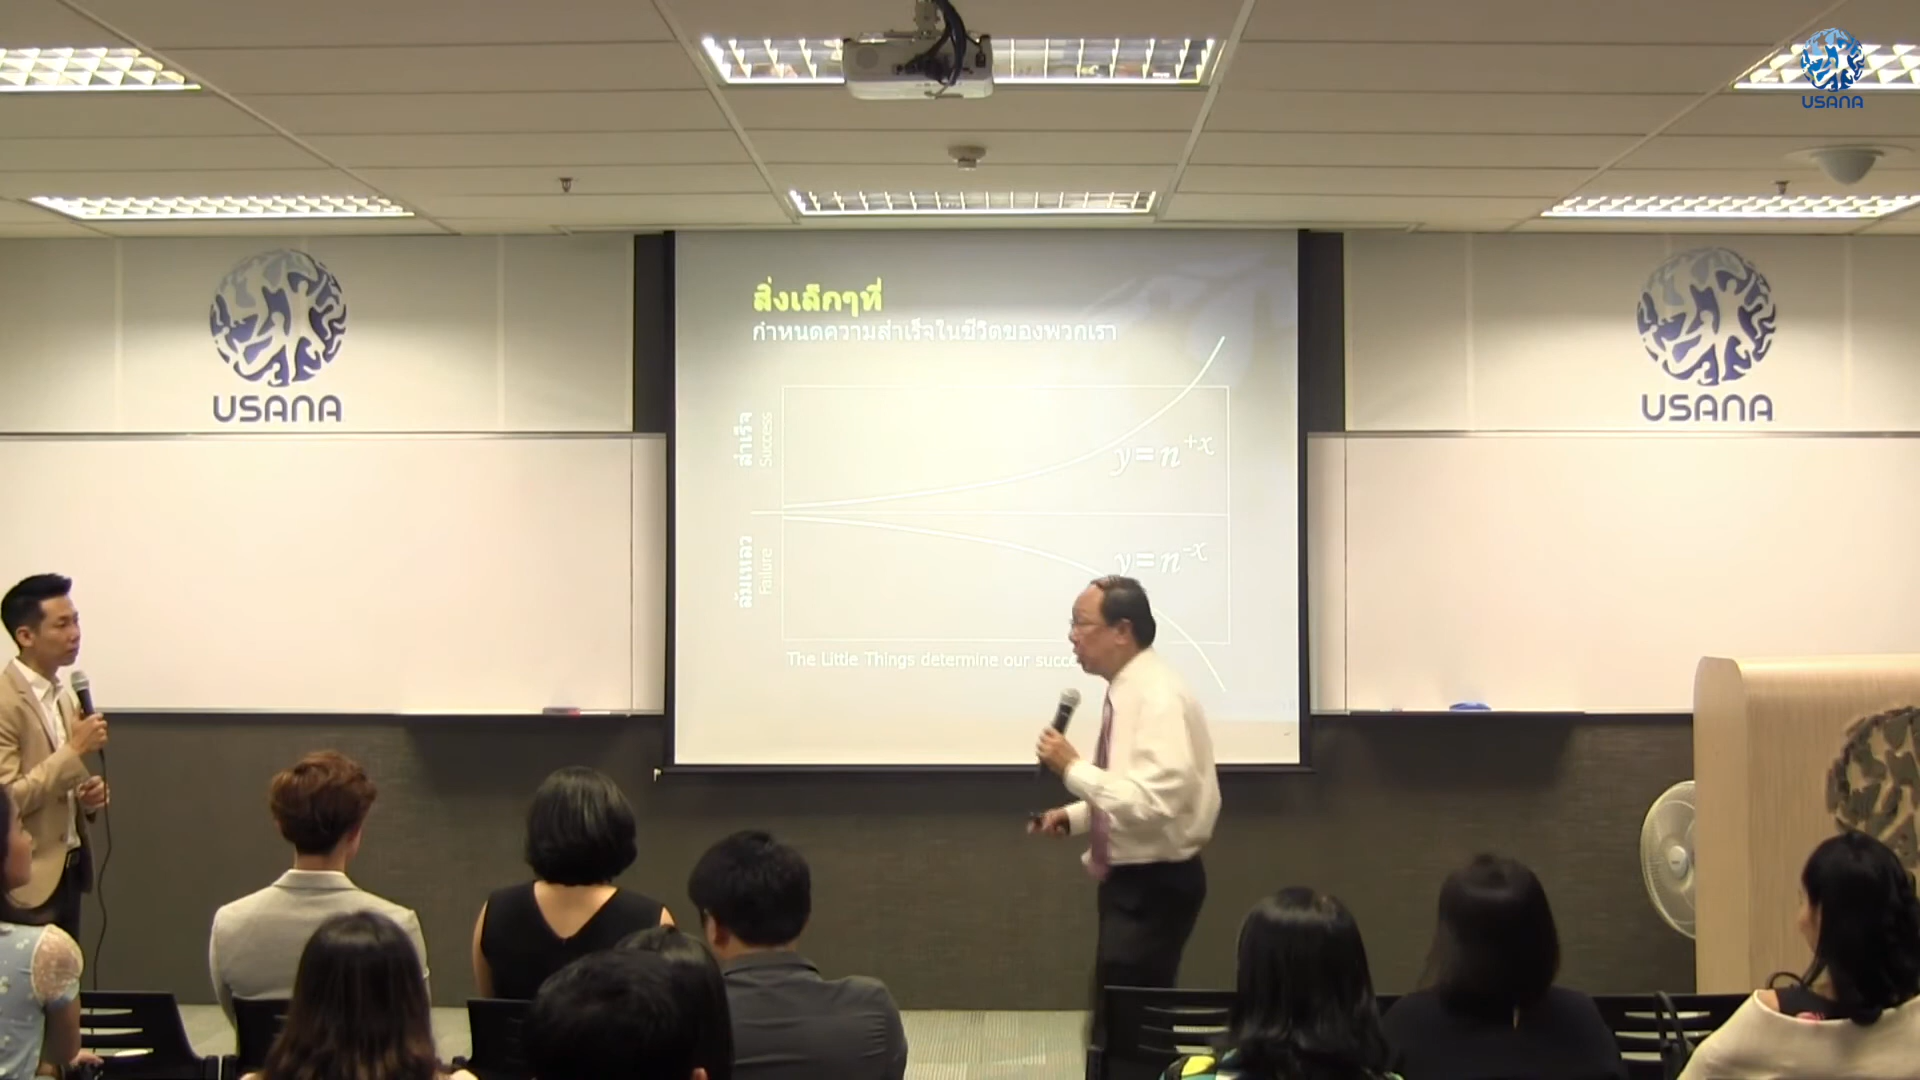 USANA
USANA
USANA
สิ่งเล็กๆที่
กำหนดความสำเร็จในชีวิตของพวกเรา
สำเร็จ
Success
y=n+x
ล้มเหลว
Failure
y=n-x
The Little Things determine our